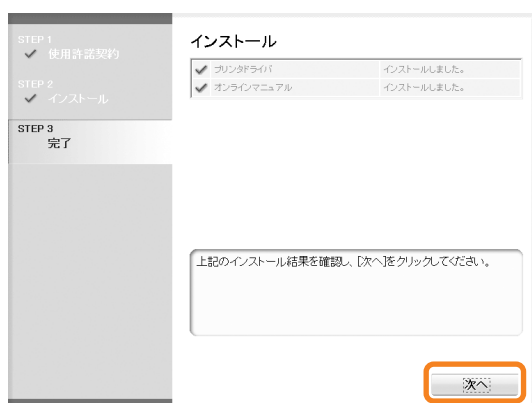 STEP 1
使用許諾契約
STEP 2
インストール
STEP 3
完了
インストール
プリンタドライバ インストールしました。
オンラインマニュアル インストールしました。
上記のインストール結果を確認し、[次へ]をクリックしてください。
次へ